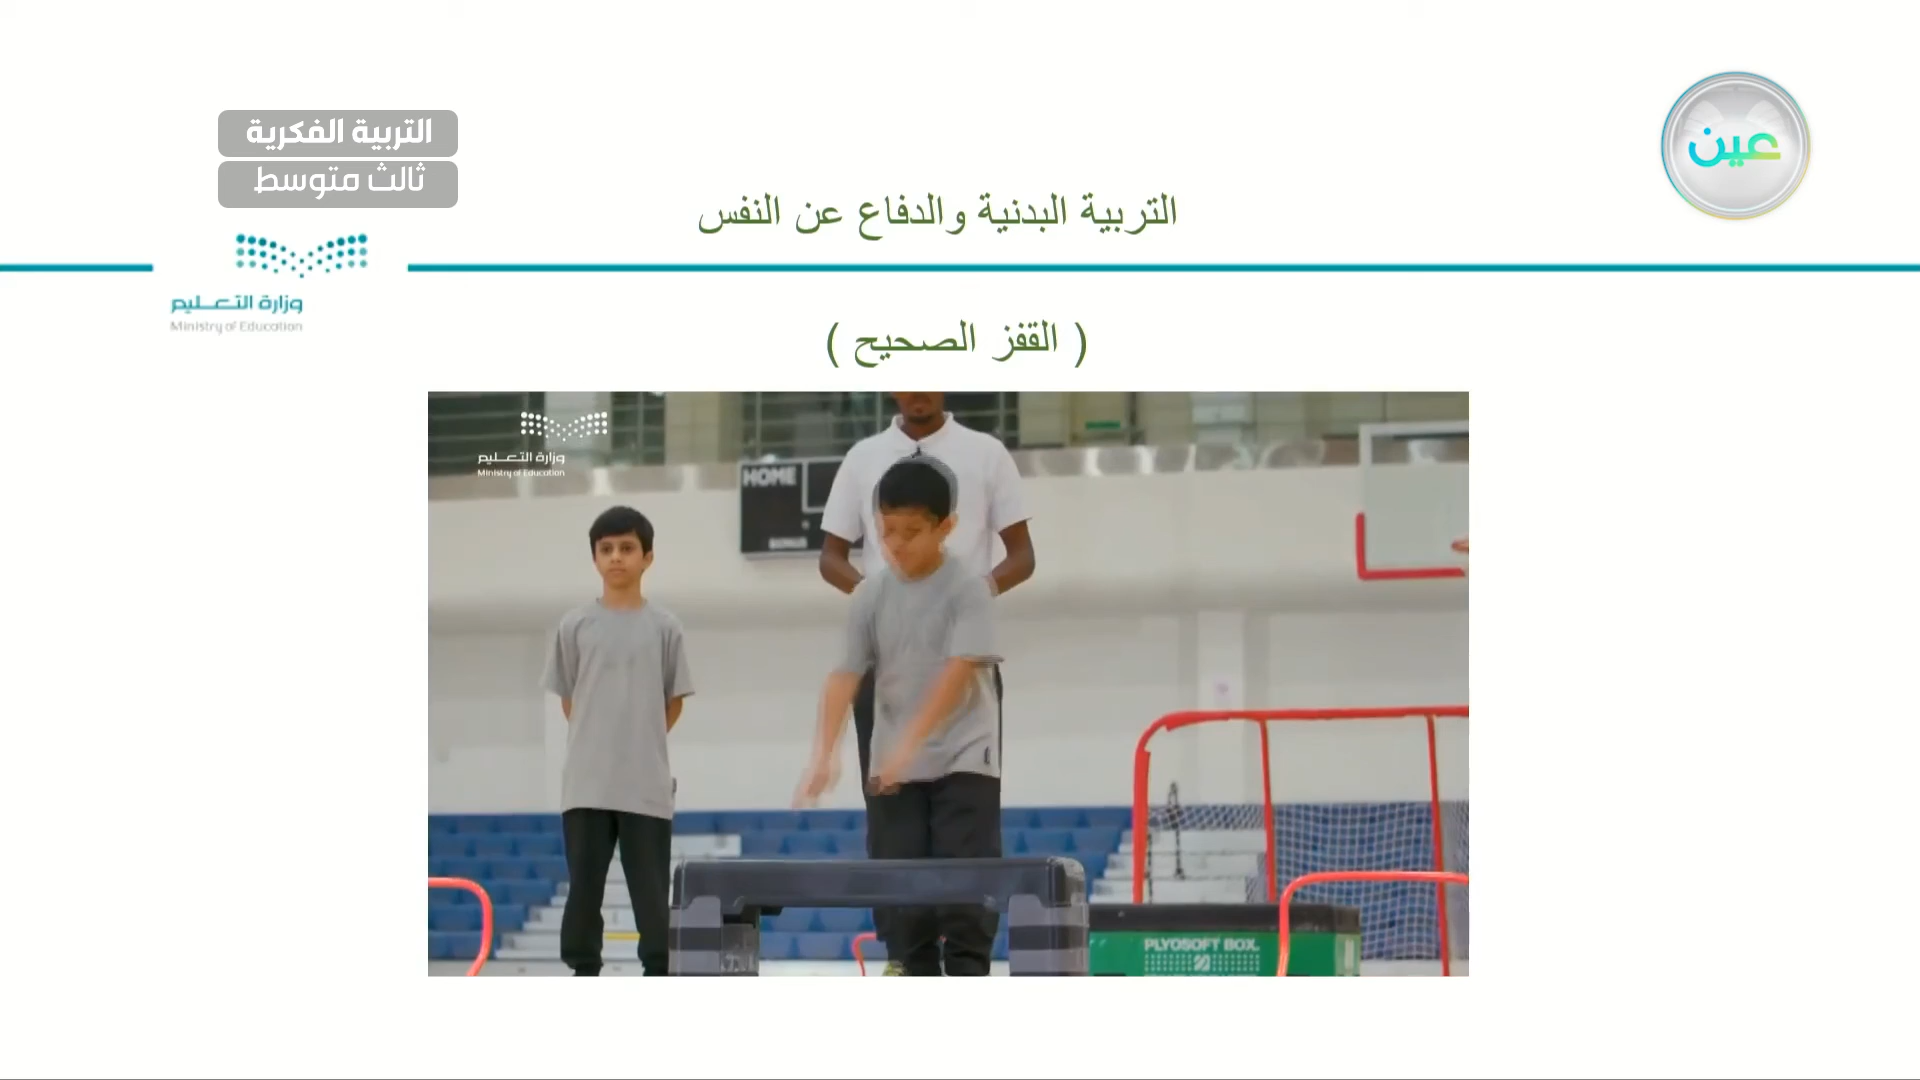 التربية الفكرية
ثالث متوسط
عين
التربية البدنية والدفاع عن النفس
وزارة التعليم
Ministry of Education
( القفز الصحيح )
وزارة التعليم
Ministry of Education
HOME
PLYOSOFT BOX.